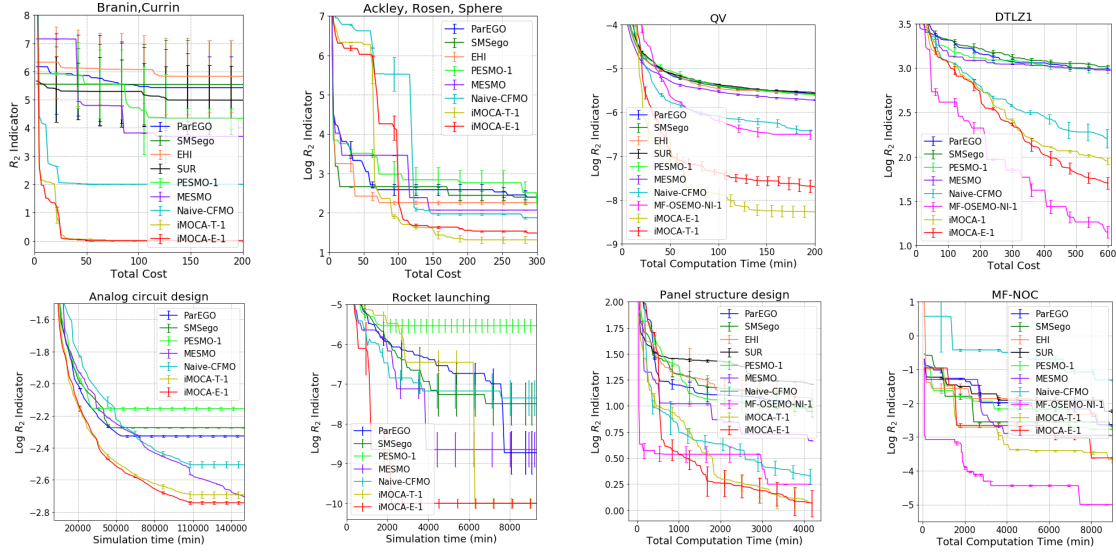 Branin,Currin
R2 Indicator
8
7
6
5
4
3
2
1
0
0
50
100
150
200
Total Cost
ParEGO
SMSego
EHI
SUR
PESMO-1
MESMO
Naive-CFMO
iMOCA-T-1
iMOCA-E-1
Ackley, Rosen, Sphere
Log R2 Indicator
7
6
5
4
3
2
1
0
50
100
150
200
250
300
Total Cost
ParEGO
SMSego
EHI
PESMO-1
MESMO
Naive-CFMO
iMOCA-T-1
iMOCA-E-1
QV
Log R2 Indicator
−4
−5
−6
−7
−8
−9
0
50
100
150
200
Total Computation Time (min)
ParEGO
SMSego
EHI
SUR
PESMO-1
MESMO
Naive-CFMO
MF-OSEMO-NI-1
iMOCA-E-1
iMOCA-T-1
DTLZ1
Log R2 Indicator
3.5
3.0
2.5
2.0
1.5
1.0
0
100
200
300
400
500
600
Total Cost
ParEGO
SMSego
PESMO-1
MESMO
Naive-CFMO
MF-OSEMO-NI-1
iMOCA-1
iMOCA-E-1
Analog circuit design
Log R2 Indicator
−1.6
−1.8
−2.0
−2.2
−2.4
−2.6
−2.8
20000
50000
80000
110000
140000
Simulation time (min)
ParEGO
SMSego
PESMO-1
MESMO
Naive-CFMO
iMOCA-T-1
iMOCA-E-1
Rocket launching
Log R2 Indicator
−5
−6
−7
−8
−9
−10
0
2000
4000
6000
8000
Simulation time (min)
ParEGO
SMSego
PESMO-1
MESMO
Naive-CFMO
iMOCA-T-1
iMOCA-E-1
Panel structure design
Log R2 Indicator
2.00
1.75
1.50
1.25
1.00
0.75
0.50
0.25
0.00
0
1000
2000
3000
4000
Total Computation Time (min)
ParEGO
SMSego
EHI
SUR
PESMO-1
MESMO
Naive-CFMO
MF-OSEMO-NI-1
iMOCA-T-1
iMOCA-E-1
MF-NOC
Log R2 Indicator
1
0
−1
−2
−3
−4
−5
0
2000
4000
6000
8000
Total Computation Time (min)
ParEGO
SMSego
EHI
SUR
PESMO-1
MESMO
Naive-CFMO
MF-OSEMO-NI-1
iMOCA-T-1
iMOCA-E-1